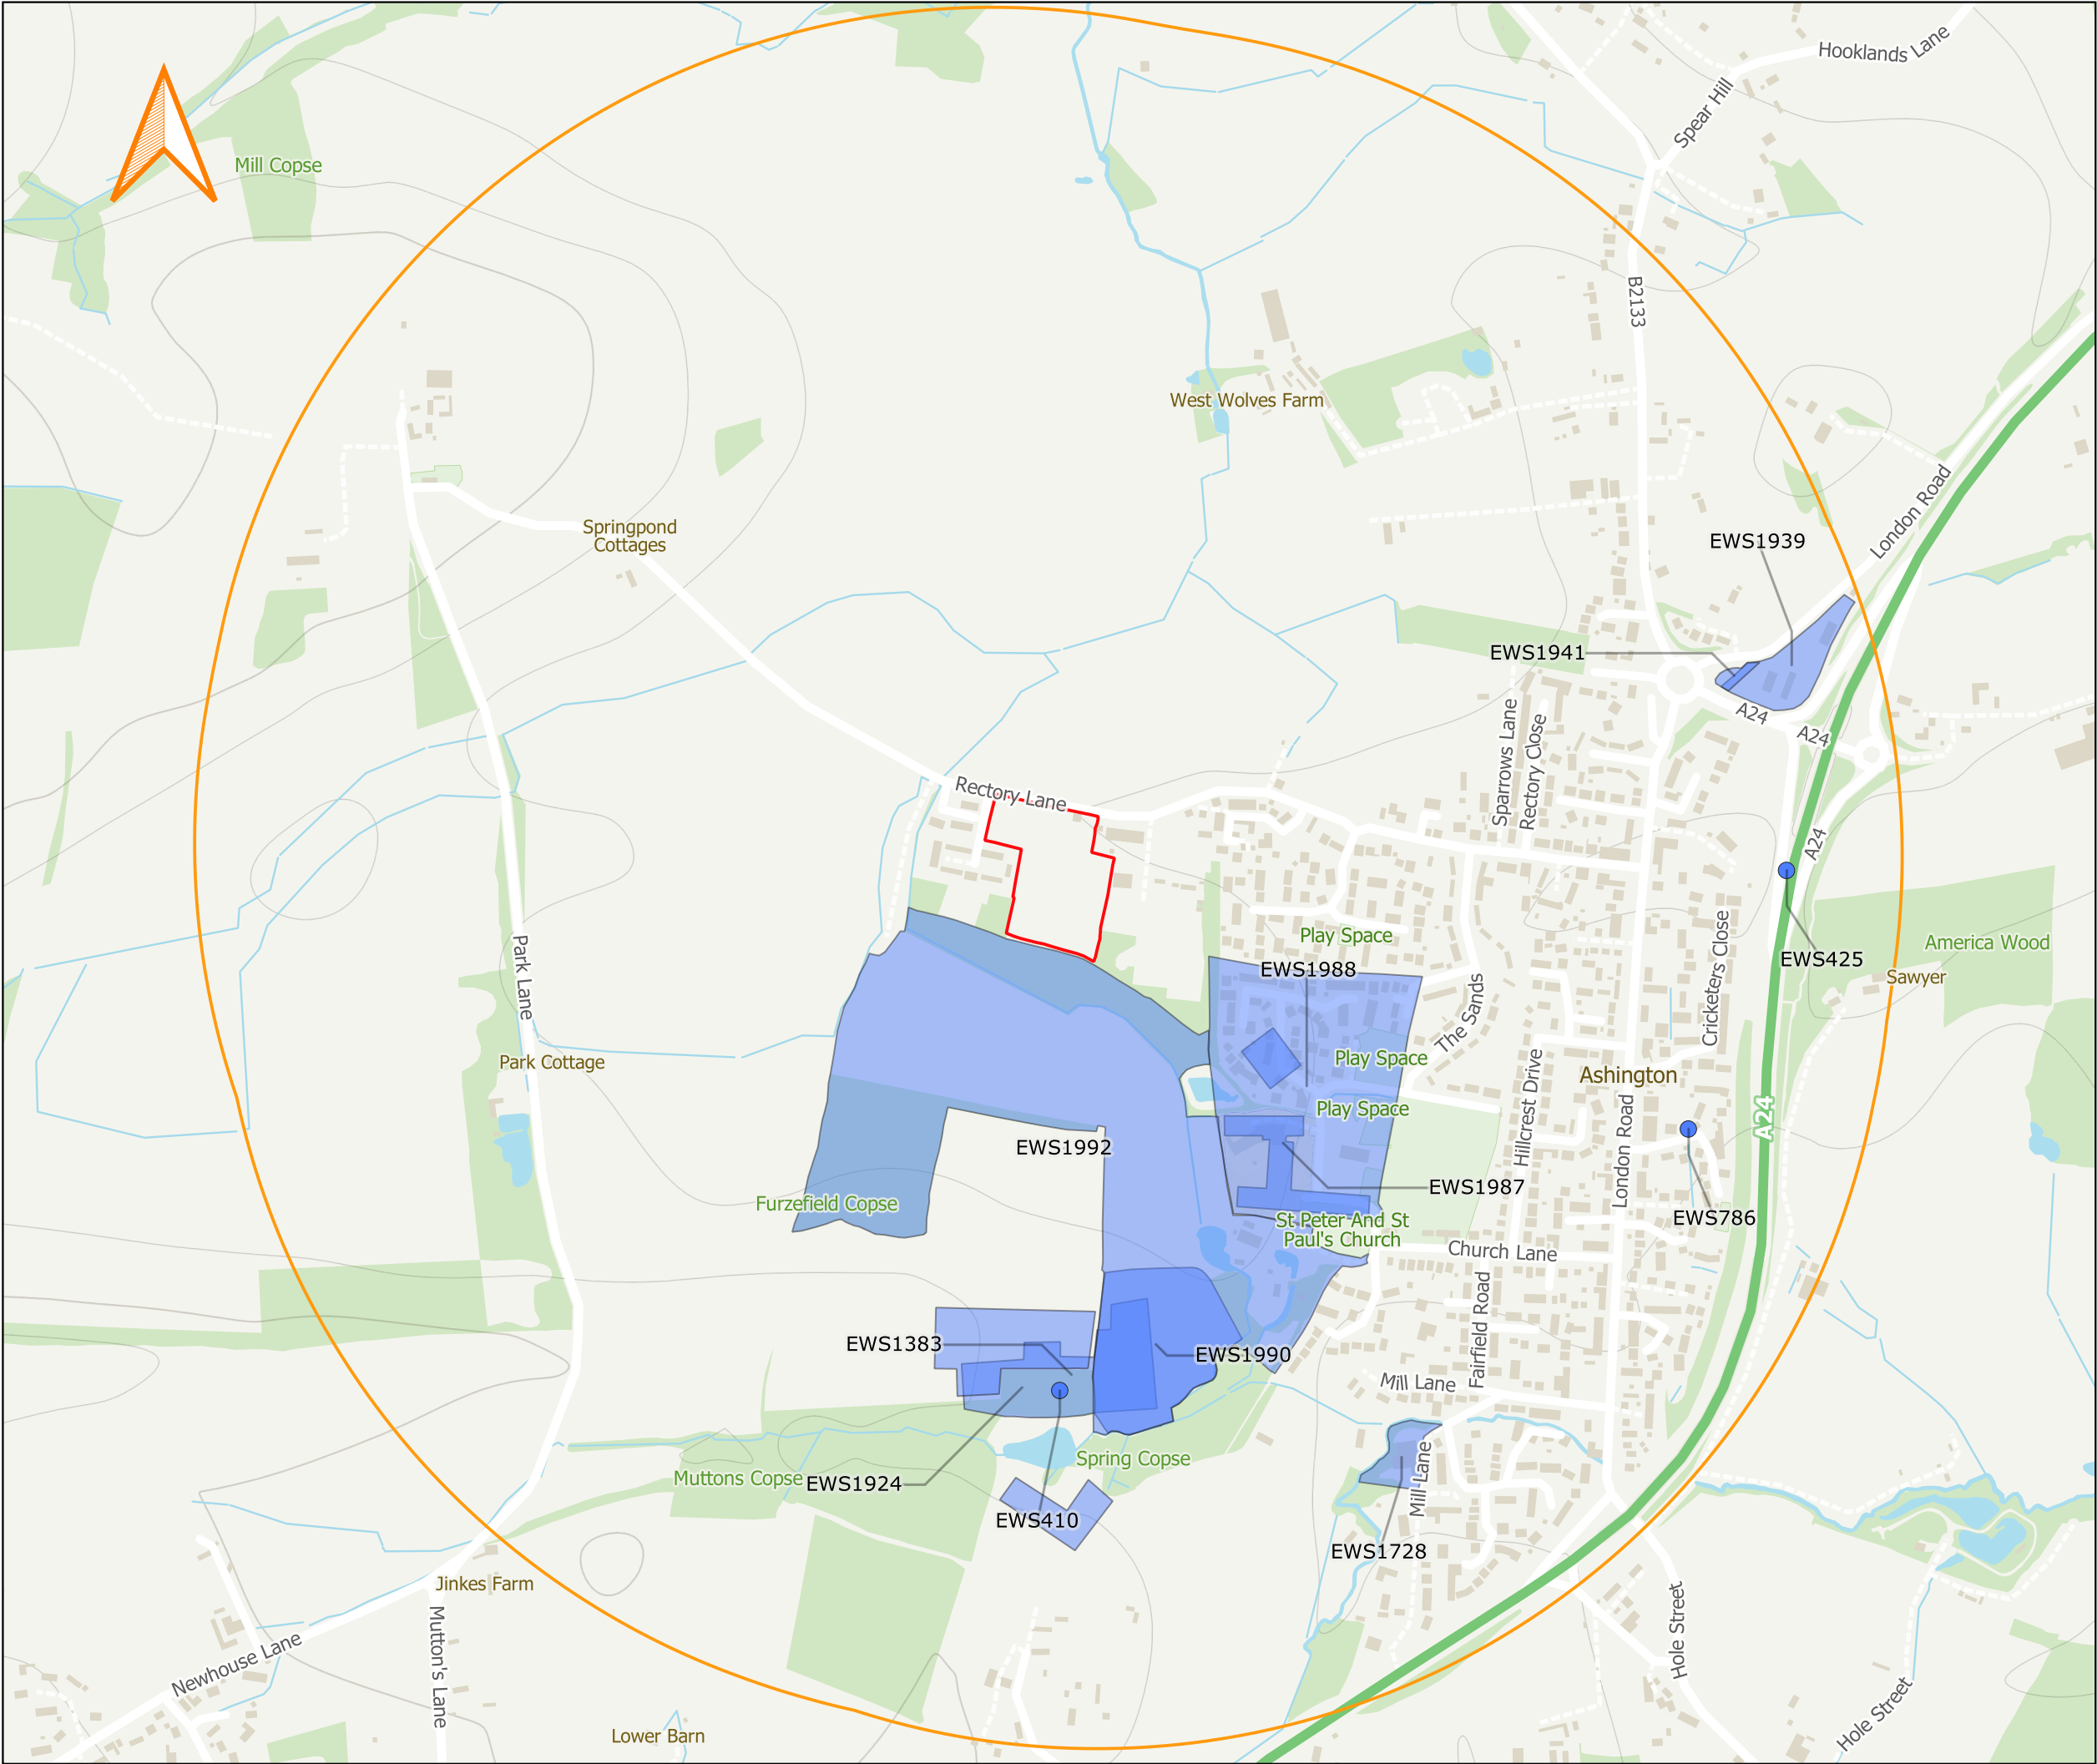 Hooklands Lane
Spear Hill
Mill Copse
B2133
West Wolves Farm
London Road
Springpond
Cottages
EWS1939
EWS1941
Sparrows Lane
Rectory Close
A24
A24
Rectory Lane
A24
Play Space
America Wood
Park Lane
Cricketers Close
EWS425
EWS1988
Sawyer
The Sands
Park Cottage
Play Space
Ashington
Hillcrest Drive
Play Space
A24
EWS1992
London Road
EWS1987
Furzefield Copse
St Peter And St
Paul's Church
EWS786
Church Lane
Fairfield Road
EWS1383
EWS1990
Mill Lane
Spring Copse
Muttons Copse
EWS1924
Mill Lane
EWS410
EWS1728
Jinkes Farm
Mutton's Lane
Newhouse Lane
Hole Street
Hole Street
Lower Barn